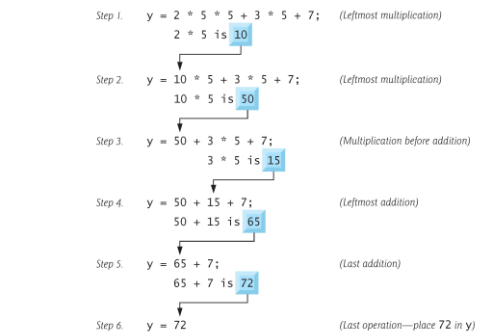 Step 1. y = 2 * 5 * 5 + 3 * 5 + 7; (Leftmost multiplication)
2 * 5 is 10
Step 2. y = 10 * 5 + 3 * 5 + 7; (Leftmost multiplication)
10 * 5 is 50
Step 3. y = 50 + 3 * 5 + 7; (Multiplication before addition)
3 * 5 is 15
Step 4. y = 50 + 15 + 7; (Leftmost addition)
50 + 15 is 65
Step 5. y = 65 + 7; (Last addition)
65 + 7 is 72
Step 6. y = 72 (Last operation—place 72 in y)